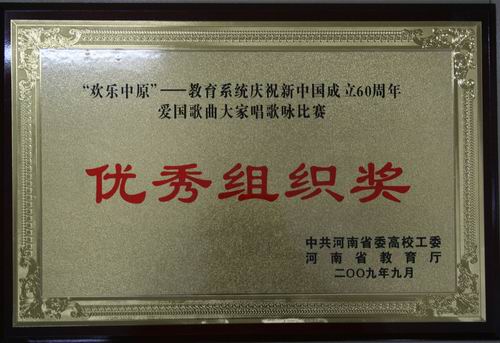 “欢乐中原”——教育系统庆祝新中国成立60周年
爱国歌曲大家唱歌咏比赛
优秀组织奖
中共河南省委高校工委
河南省教育厅
二〇〇九年九月